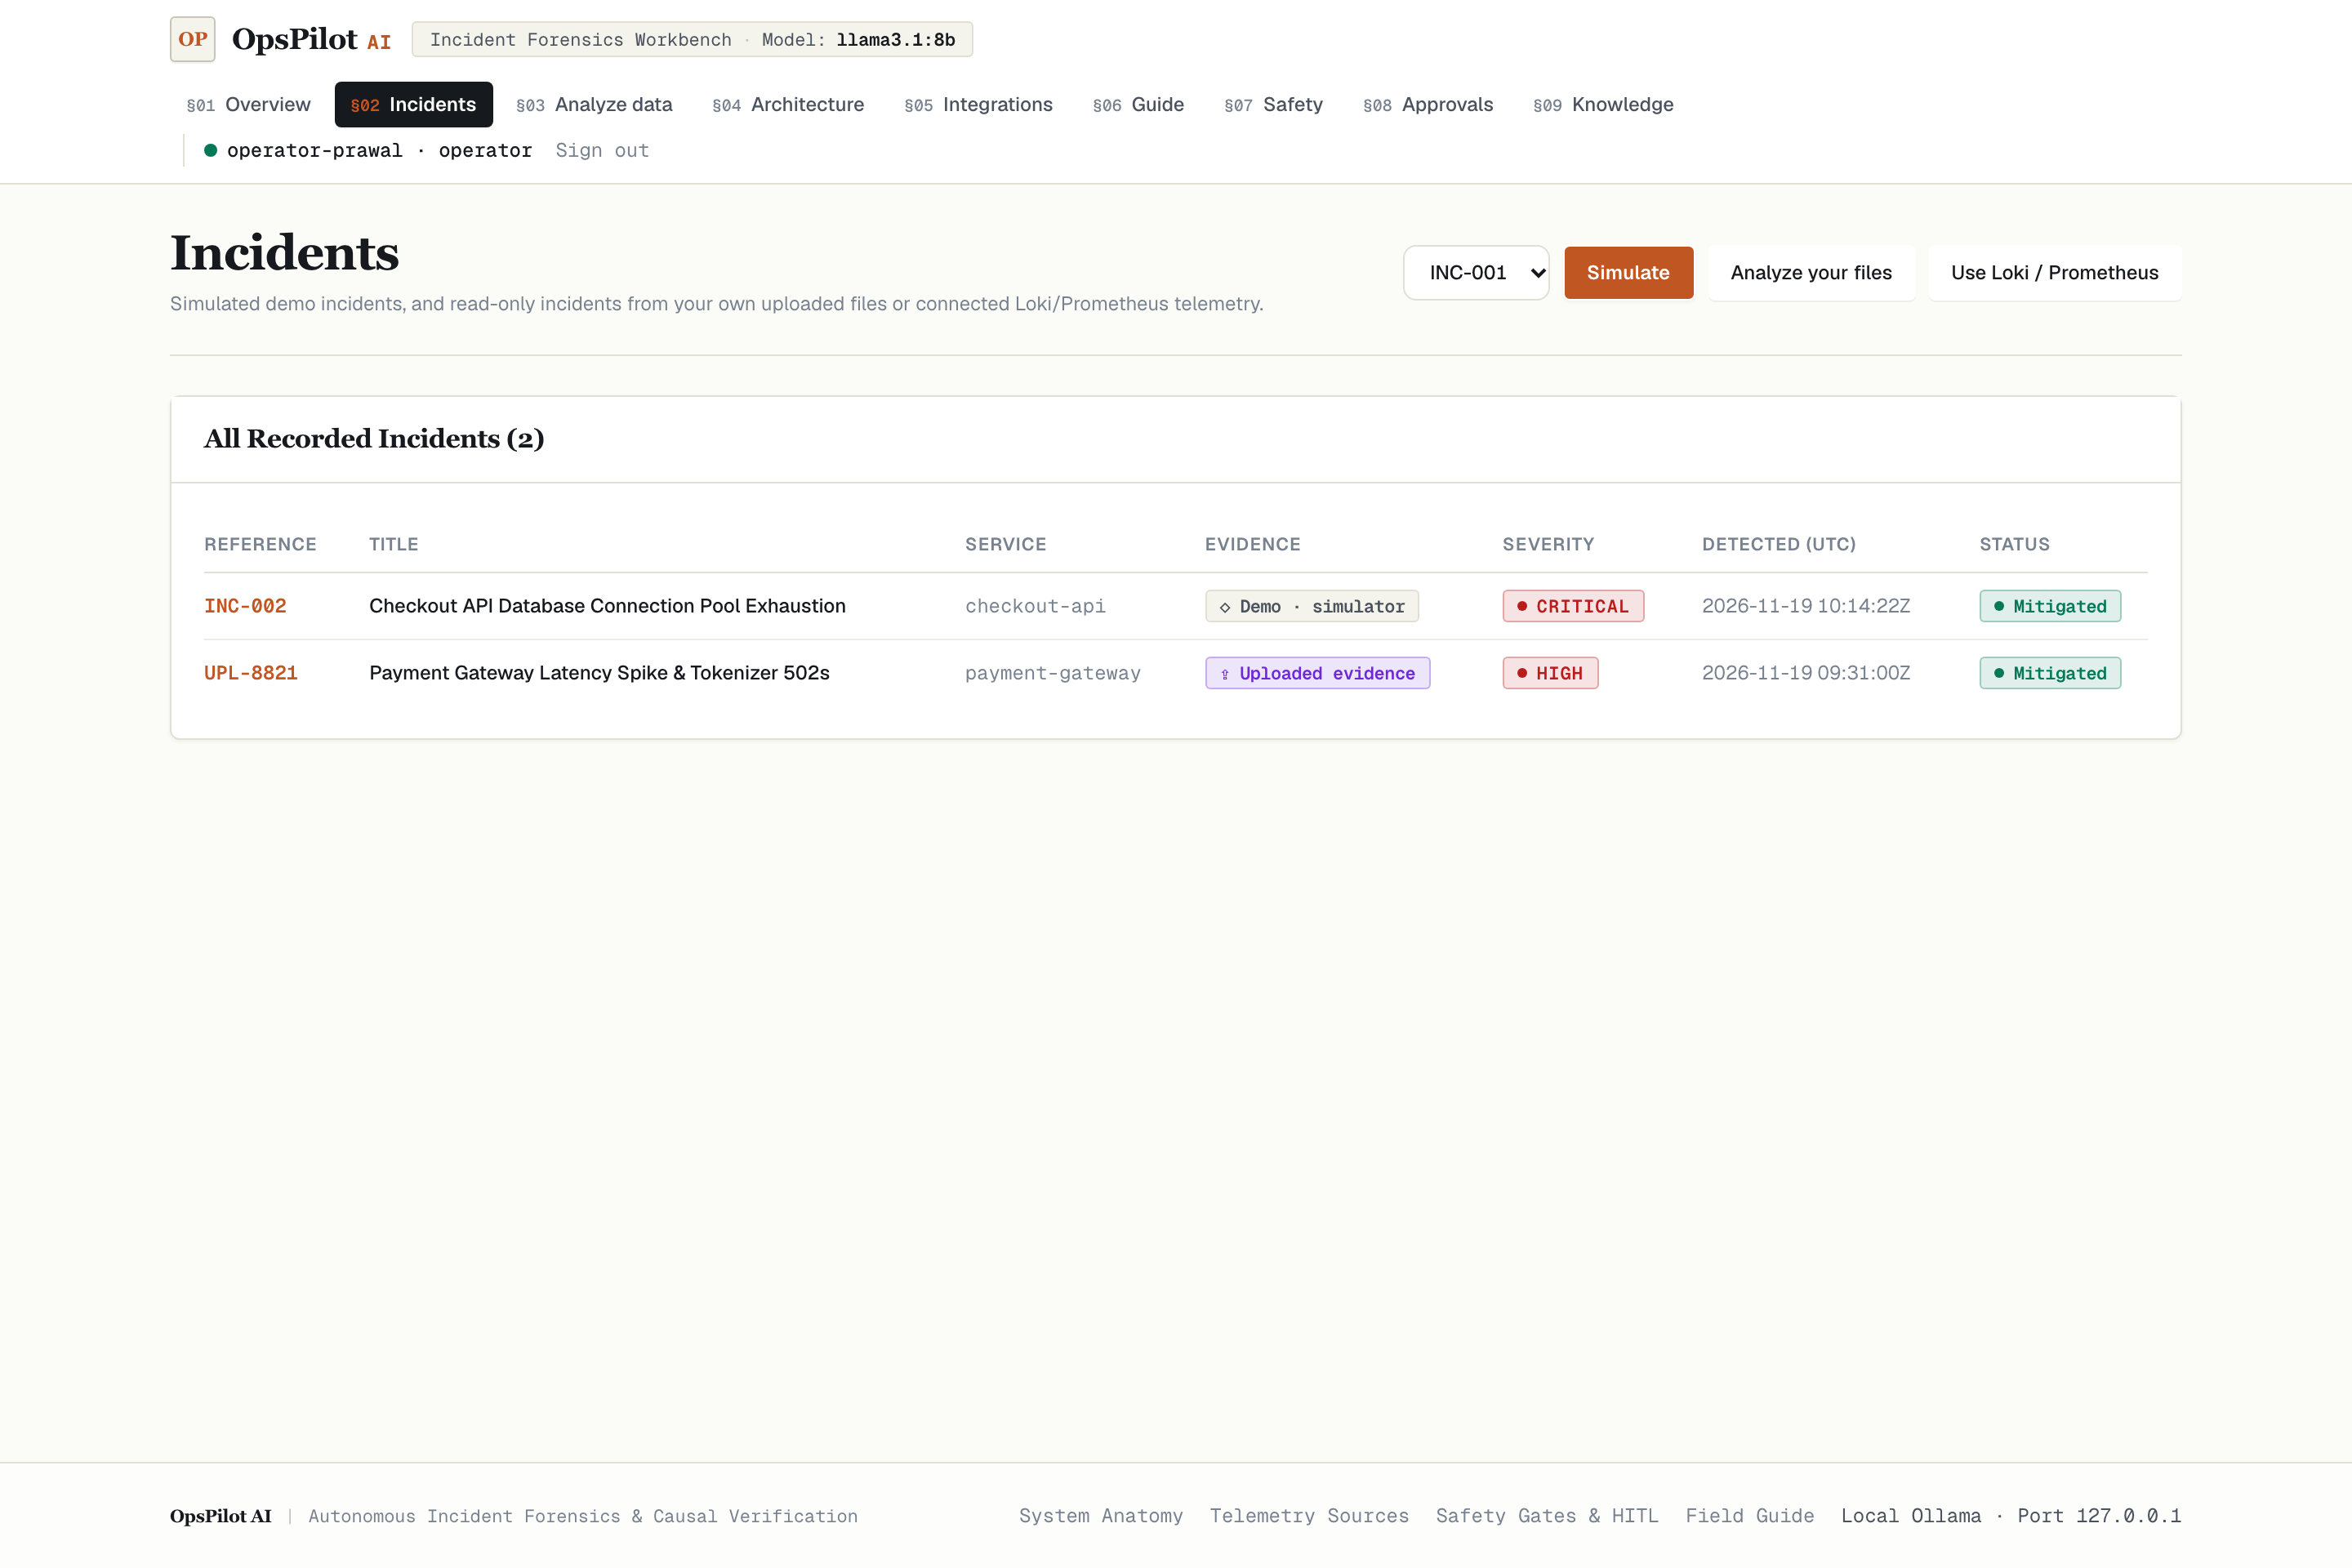 OP OpsPilot AI Incident Forensics Workbench · Model: llama3.1:8b
§01 Overview §02 Incidents §03 Analyze data §04 Architecture §05 Integrations §06 Guide §07 Safety §08 Approvals §09 Knowledge
operator-prawal · operator Sign out
Incidents
Simulated demo incidents, and read-only incidents from your own uploaded files or connected Loki/Prometheus telemetry.
INC-001 Simulate Analyze your files Use Loki / Prometheus
All Recorded Incidents (2)
REFERENCE TITLE SERVICE EVIDENCE SEVERITY DETECTED (UTC) STATUS
INC-002 Checkout API Database Connection Pool Exhaustion checkout-api ◇ Demo · simulator CRITICAL 2026-11-19 10:14:22Z Mitigated
UPL-8821 Payment Gateway Latency Spike & Tokenizer 502s payment-gateway ⇪ Uploaded evidence HIGH 2026-11-19 09:31:00Z Mitigated
OpsPilot AI | Autonomous Incident Forensics & Causal Verification System Anatomy Telemetry Sources Safety Gates & HITL Field Guide Local Ollama · Port 127.0.0.1